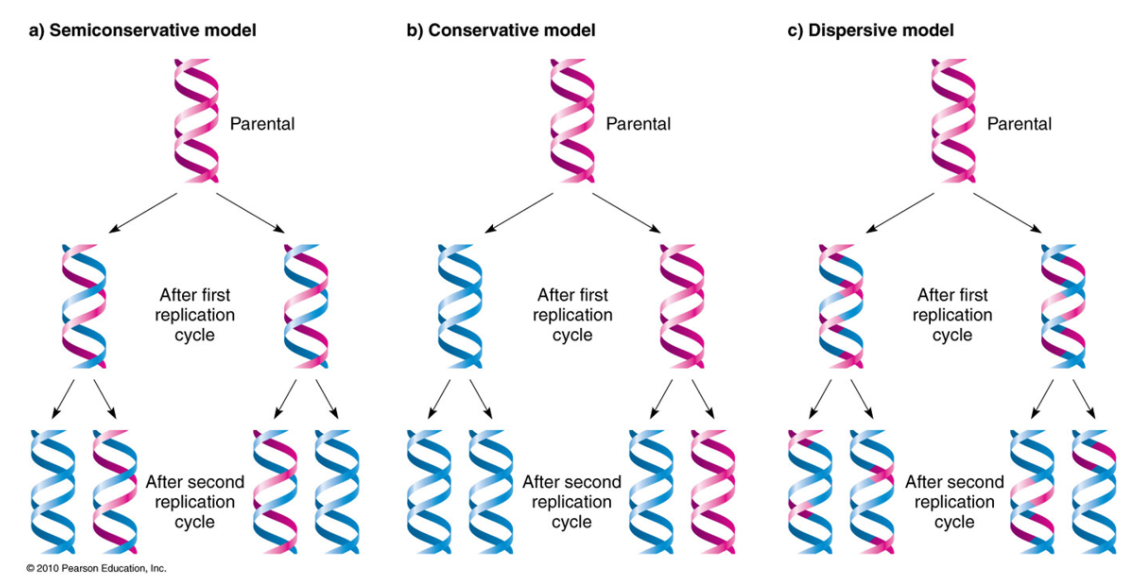 a) Semiconservative model
Parental
After first
replication
cycle
After second
replication
cycle
b) Conservative model
Parental
After first
replication
cycle
After second
replication
cycle
c) Dispersive model
Parental
After first
replication
cycle
After second
replication
cycle
© 2010 Pearson Education, Inc.